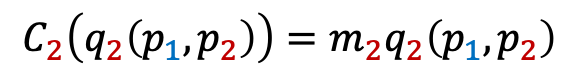 C₂(q₂(p₁,p₂)) = m₂q₂(p₁,p₂)